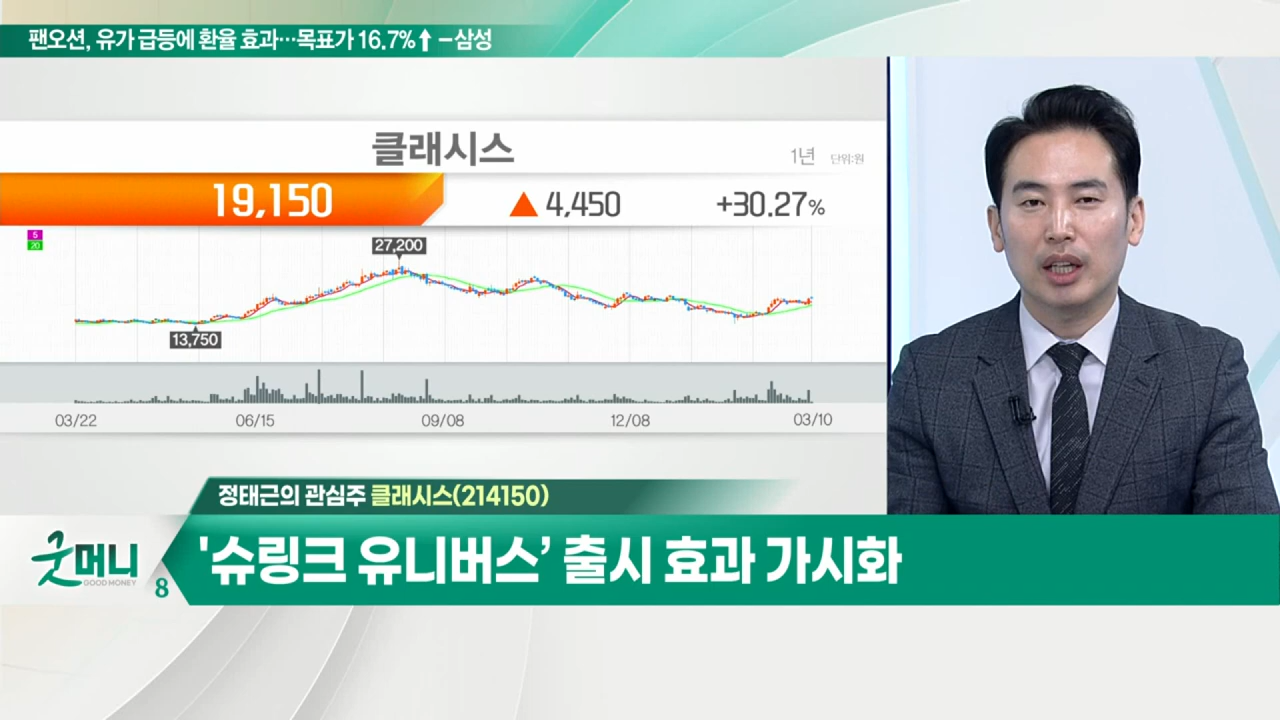 팬오션, 유가 급등에 환율 효과…목표가 16.7%⬆ -삼성
클래시스
1년 단위:원
19,150 ▲ 4,450 +30.27%
5
20
27,200
13,750
03/22 06/15 09/08 12/08 03/10
정태근의 관심주 클래시스(214150)
굿머니
GOOD MONEY
8
'슈링크 유니버스’ 출시 효과 가시화